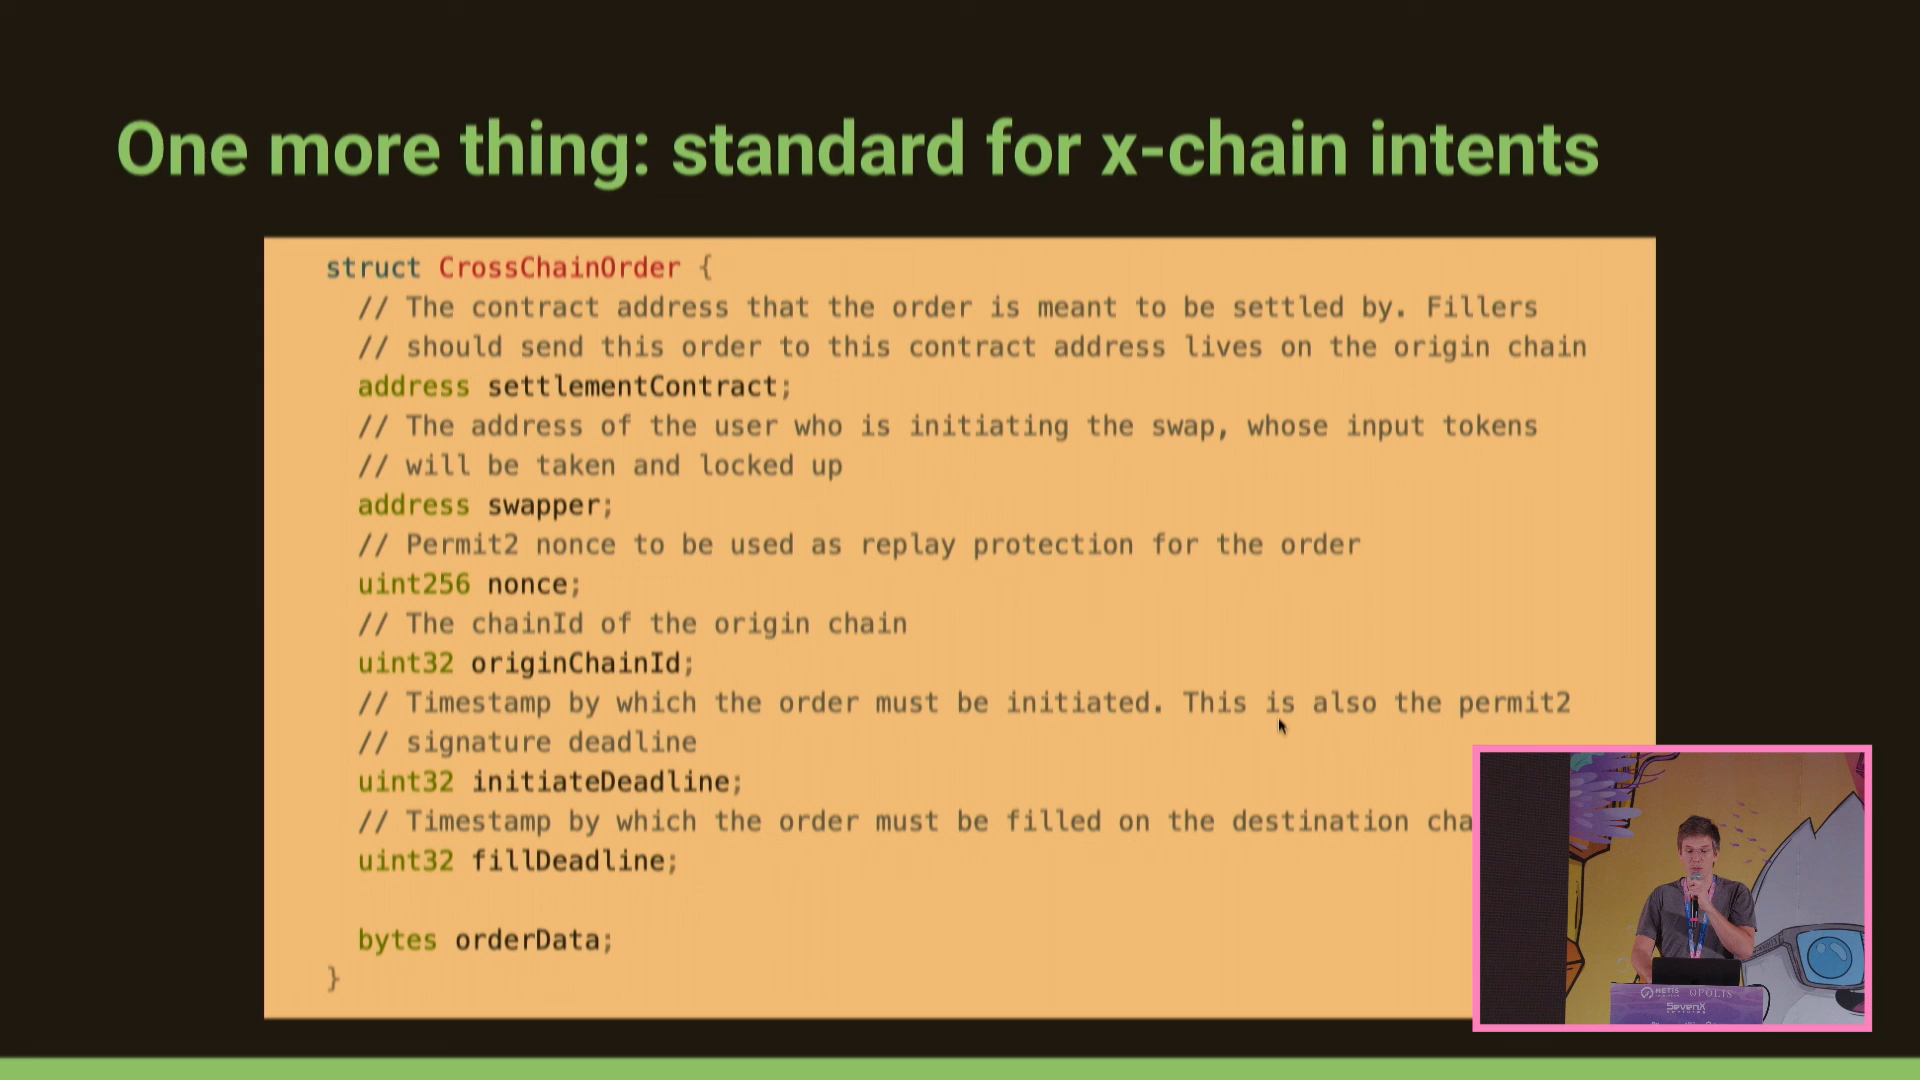 One more thing: standard for x-chain intents
struct CrossChainOrder {
// The contract address that the order is meant to be settled by. Fillers
// should send this order to this contract address lives on the origin chain
address settlementContract;
// The address of the user who is initiating the swap, whose input tokens
// will be taken and locked up
address swapper;
// Permit2 nonce to be used as replay protection for the order
uint256 nonce;
// The chainId of the origin chain
uint32 originChainId;
// Timestamp by which the order must be initiated. This is also the permit2
// signature deadline
uint32 initiateDeadline;
// Timestamp by which the order must be filled on the destination cha
uint32 fillDeadline;
bytes orderData;
}
METIS OPOLIS
SevenX